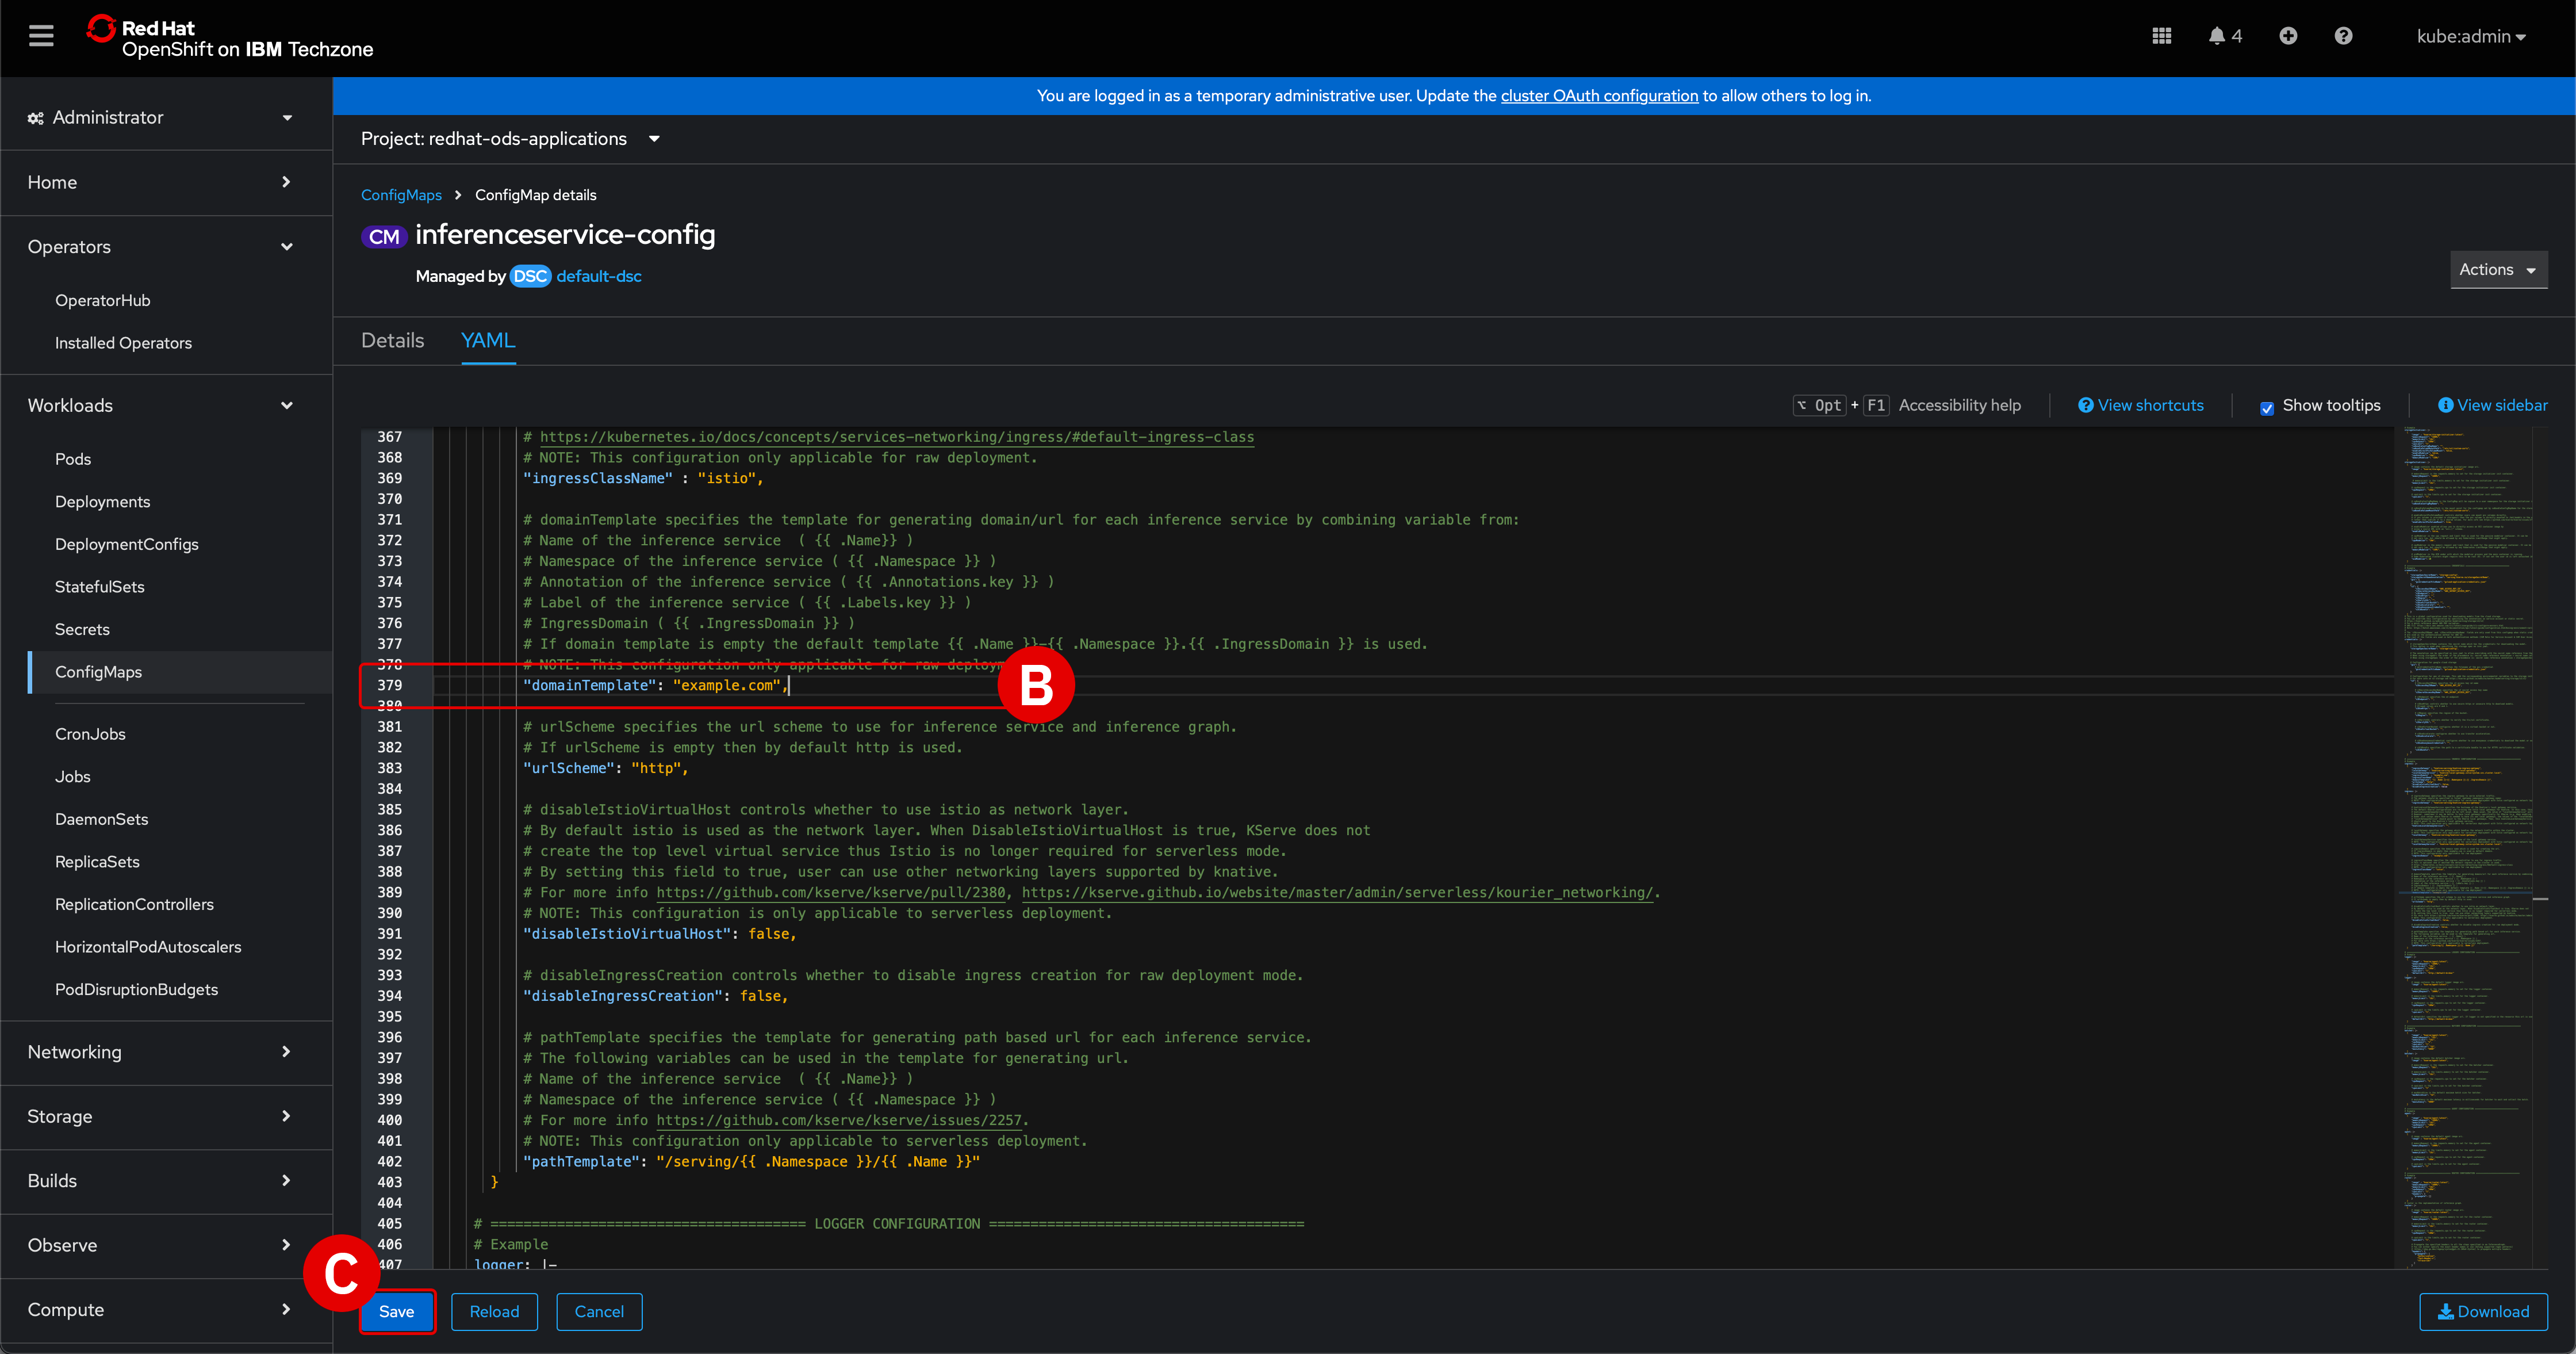 Red Hat
OpenShift on IBM Techzone
4
kube:admin
You are logged in as a temporary administrative user. Update the cluster OAuth configuration to allow others to log in.
Administrator
Home
Operators
OperatorHub
Installed Operators
Workloads
Pods
Deployments
DeploymentConfigs
StatefulSets
Secrets
ConfigMaps
CronJobs
Jobs
DaemonSets
ReplicaSets
ReplicationControllers
HorizontalPodAutoscalers
PodDisruptionBudgets
Networking
Storage
Builds
Observe
Compute
Project: redhat-ods-applications
ConfigMaps > ConfigMap details
CM inferenceservice-config
Managed by DSC default-dsc
Actions
Details YAML
⌥ Opt + F1 Accessibility help View shortcuts Show tooltips View sidebar
367 # https://kubernetes.io/docs/concepts/services-networking/ingress/#default-ingress-class
368 # NOTE: This configuration only applicable for raw deployment.
369 "ingressClassName" : "istio",
370
371 # domainTemplate specifies the template for generating domain/url for each inference service by combining variable from:
372 # Name of the inference service  ( {{ .Name}} )
373 # Namespace of the inference service ( {{ .Namespace }} )
374 # Annotation of the inference service ( {{ .Annotations.key }} )
375 # Label of the inference service ( {{ .Labels.key }} )
376 # IngressDomain ( {{ .IngressDomain }} )
377 # If domain template is empty the default template {{ .Name }}-{{ .Namespace }}.{{ .IngressDomain }} is used.
378 # NOTE: This configuration only applicable for raw deploym
379 "domainTemplate": "example.com",
B
380
381 # urlScheme specifies the url scheme to use for inference service and inference graph.
382 # If urlScheme is empty then by default http is used.
383 "urlScheme": "http",
384
385 # disableIstioVirtualHost controls whether to use istio as network layer.
386 # By default istio is used as the network layer. When DisableIstioVirtualHost is true, KServe does not
387 # create the top level virtual service thus Istio is no longer required for serverless mode.
388 # By setting this field to true, user can use other networking layers supported by knative.
389 # For more info https://github.com/kserve/kserve/pull/2380, https://kserve.github.io/website/master/admin/serverless/kourier_networking/.
390 # NOTE: This configuration is only applicable to serverless deployment.
391 "disableIstioVirtualHost": false,
392
393 # disableIngressCreation controls whether to disable ingress creation for raw deployment mode.
394 "disableIngressCreation": false,
395
396 # pathTemplate specifies the template for generating path based url for each inference service.
397 # The following variables can be used in the template for generating url.
398 # Name of the inference service  ( {{ .Name}} )
399 # Namespace of the inference service ( {{ .Namespace }} )
400 # For more info https://github.com/kserve/kserve/issues/2257.
401 # NOTE: This configuration only applicable to serverless deployment.
402 "pathTemplate": "/serving/{{ .Namespace }}/{{ .Name }}"
403 }
404
405 # ====================================== LOGGER CONFIGURATION ======================================
406 # Example
407 logger: |-
C
Save Reload Cancel
Download